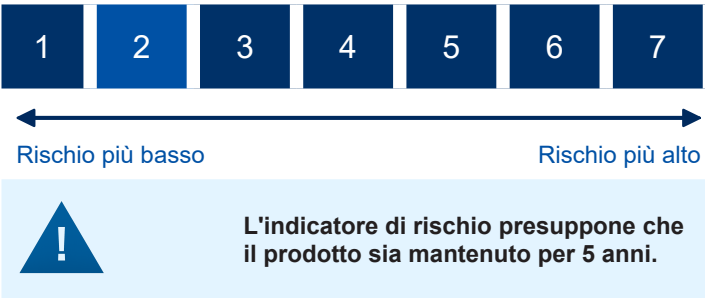 1 2 3 4 5 6 7
Rischio più basso Rischio più alto
! L'indicatore di rischio presuppone che
il prodotto sia mantenuto per 5 anni.